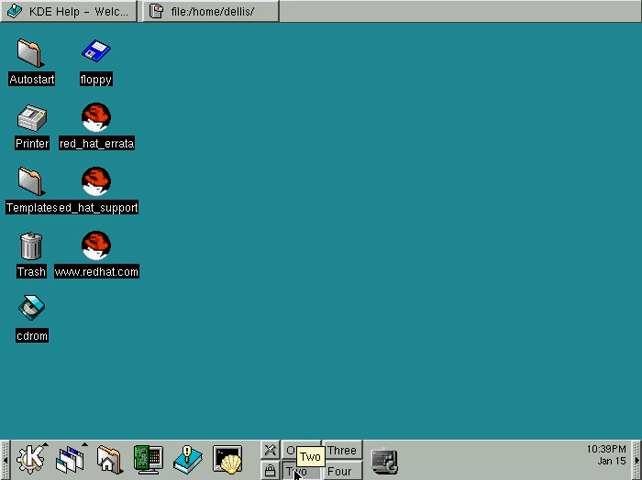 KDE Help - Welc...
file:/home/dellis/
Autostart
floppy
Printer
red_hat_errata
Templates
ed_hat_support
Trash
www.redhat.com
cdrom
Three
Two
Two
Four
10:39PM
Jan 15